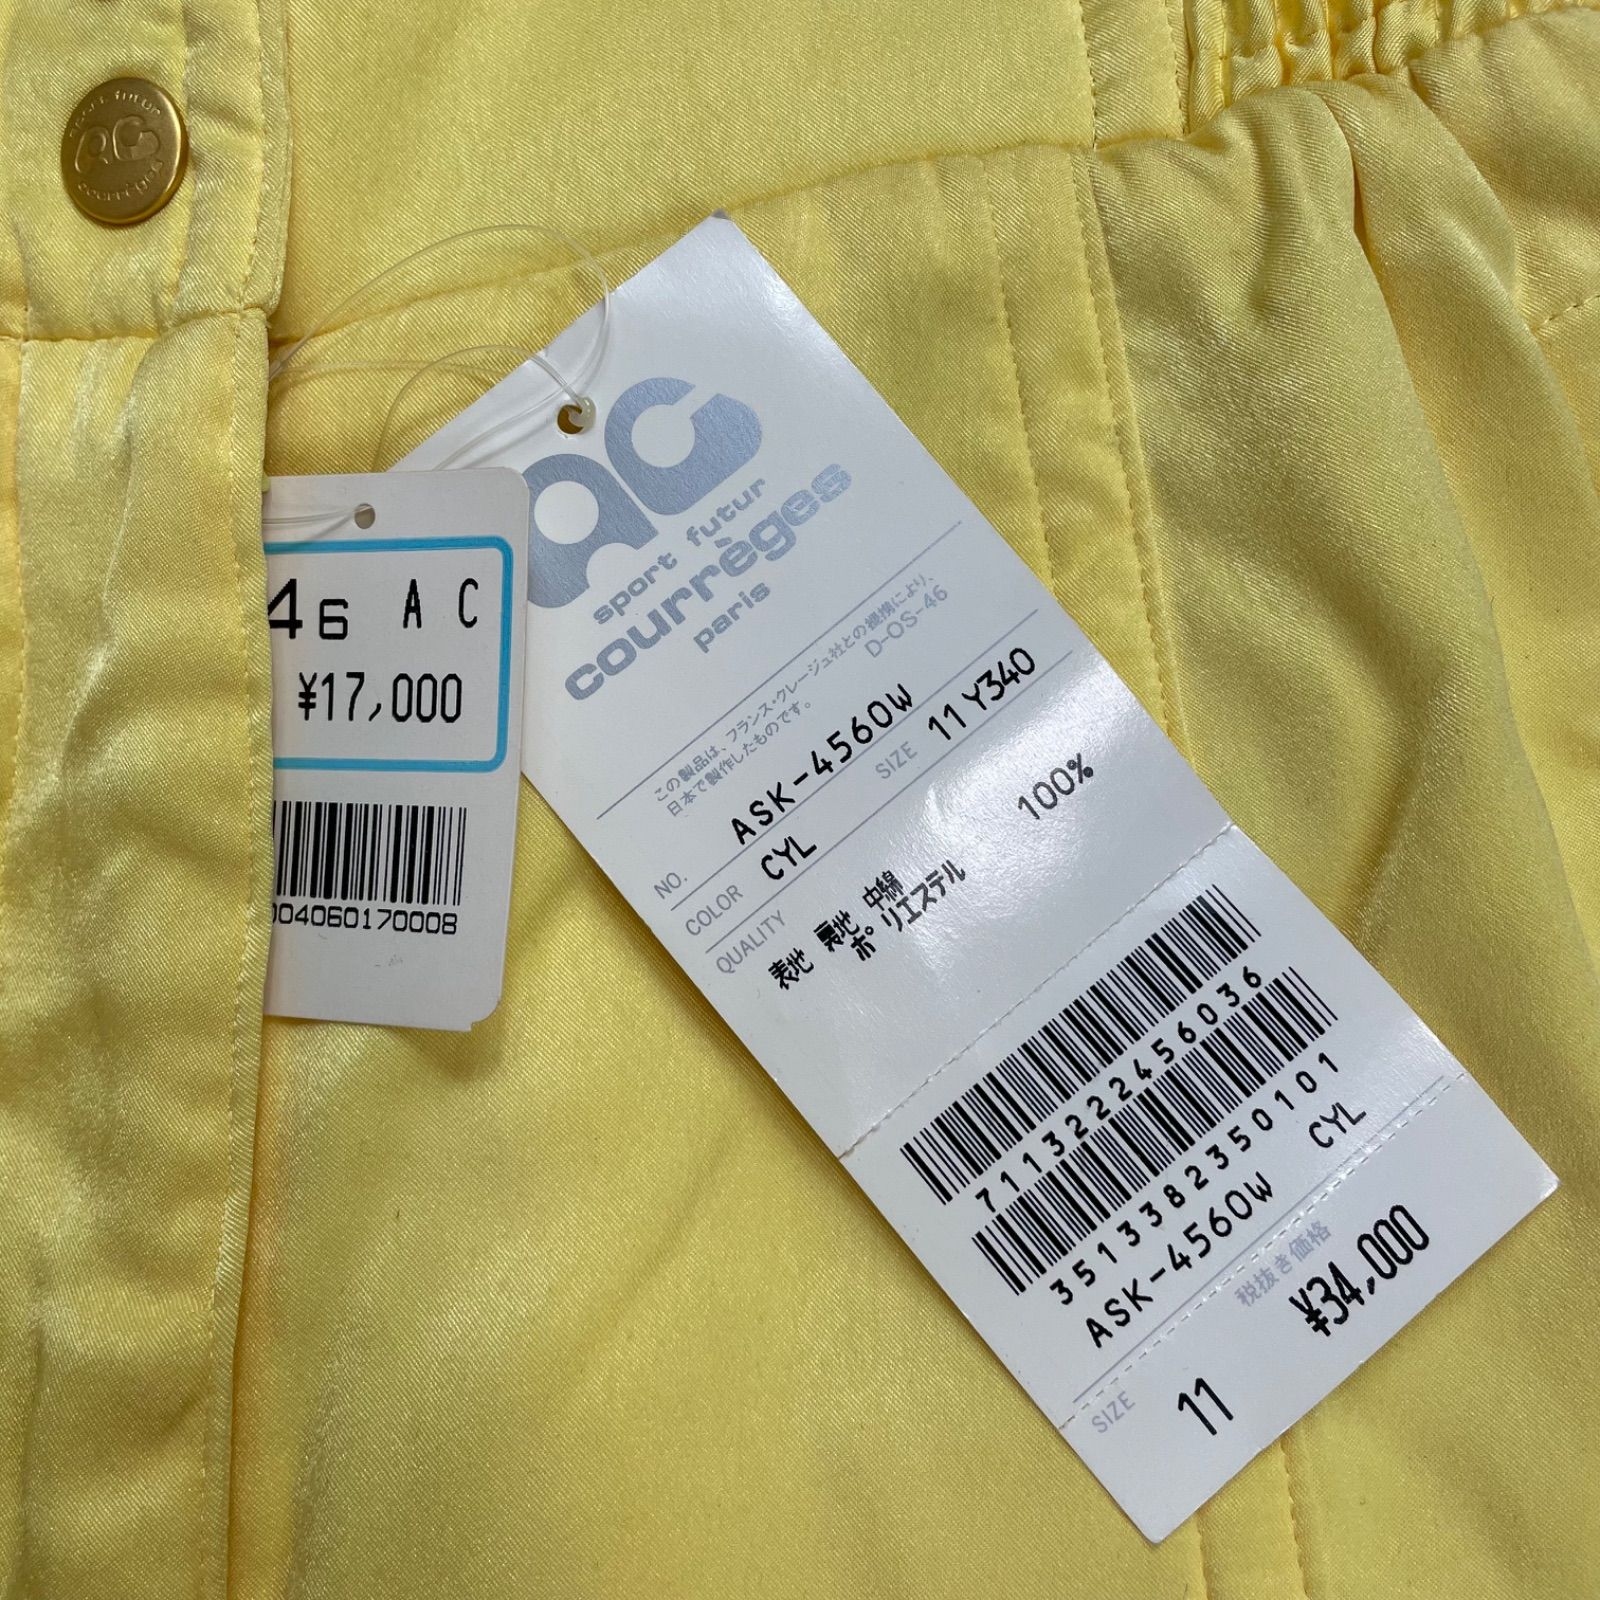 sport futur
AC
courrèges
46 A C
¥17,000
004060170008
AC
sport futur
courrèges
paris
この製品は、フランス・クレージュ社との提携により、
日本で製作したものです。
D-OS-46
NO. ASK-4560W
COLOR CYL SIZE 11 Y340
QUALITY
表地 裏地 中綿
ポリエステル 100%
7113222456036
3513382350101
ASK-4560W CYL
税抜き価格
SIZE 11 ¥34,000